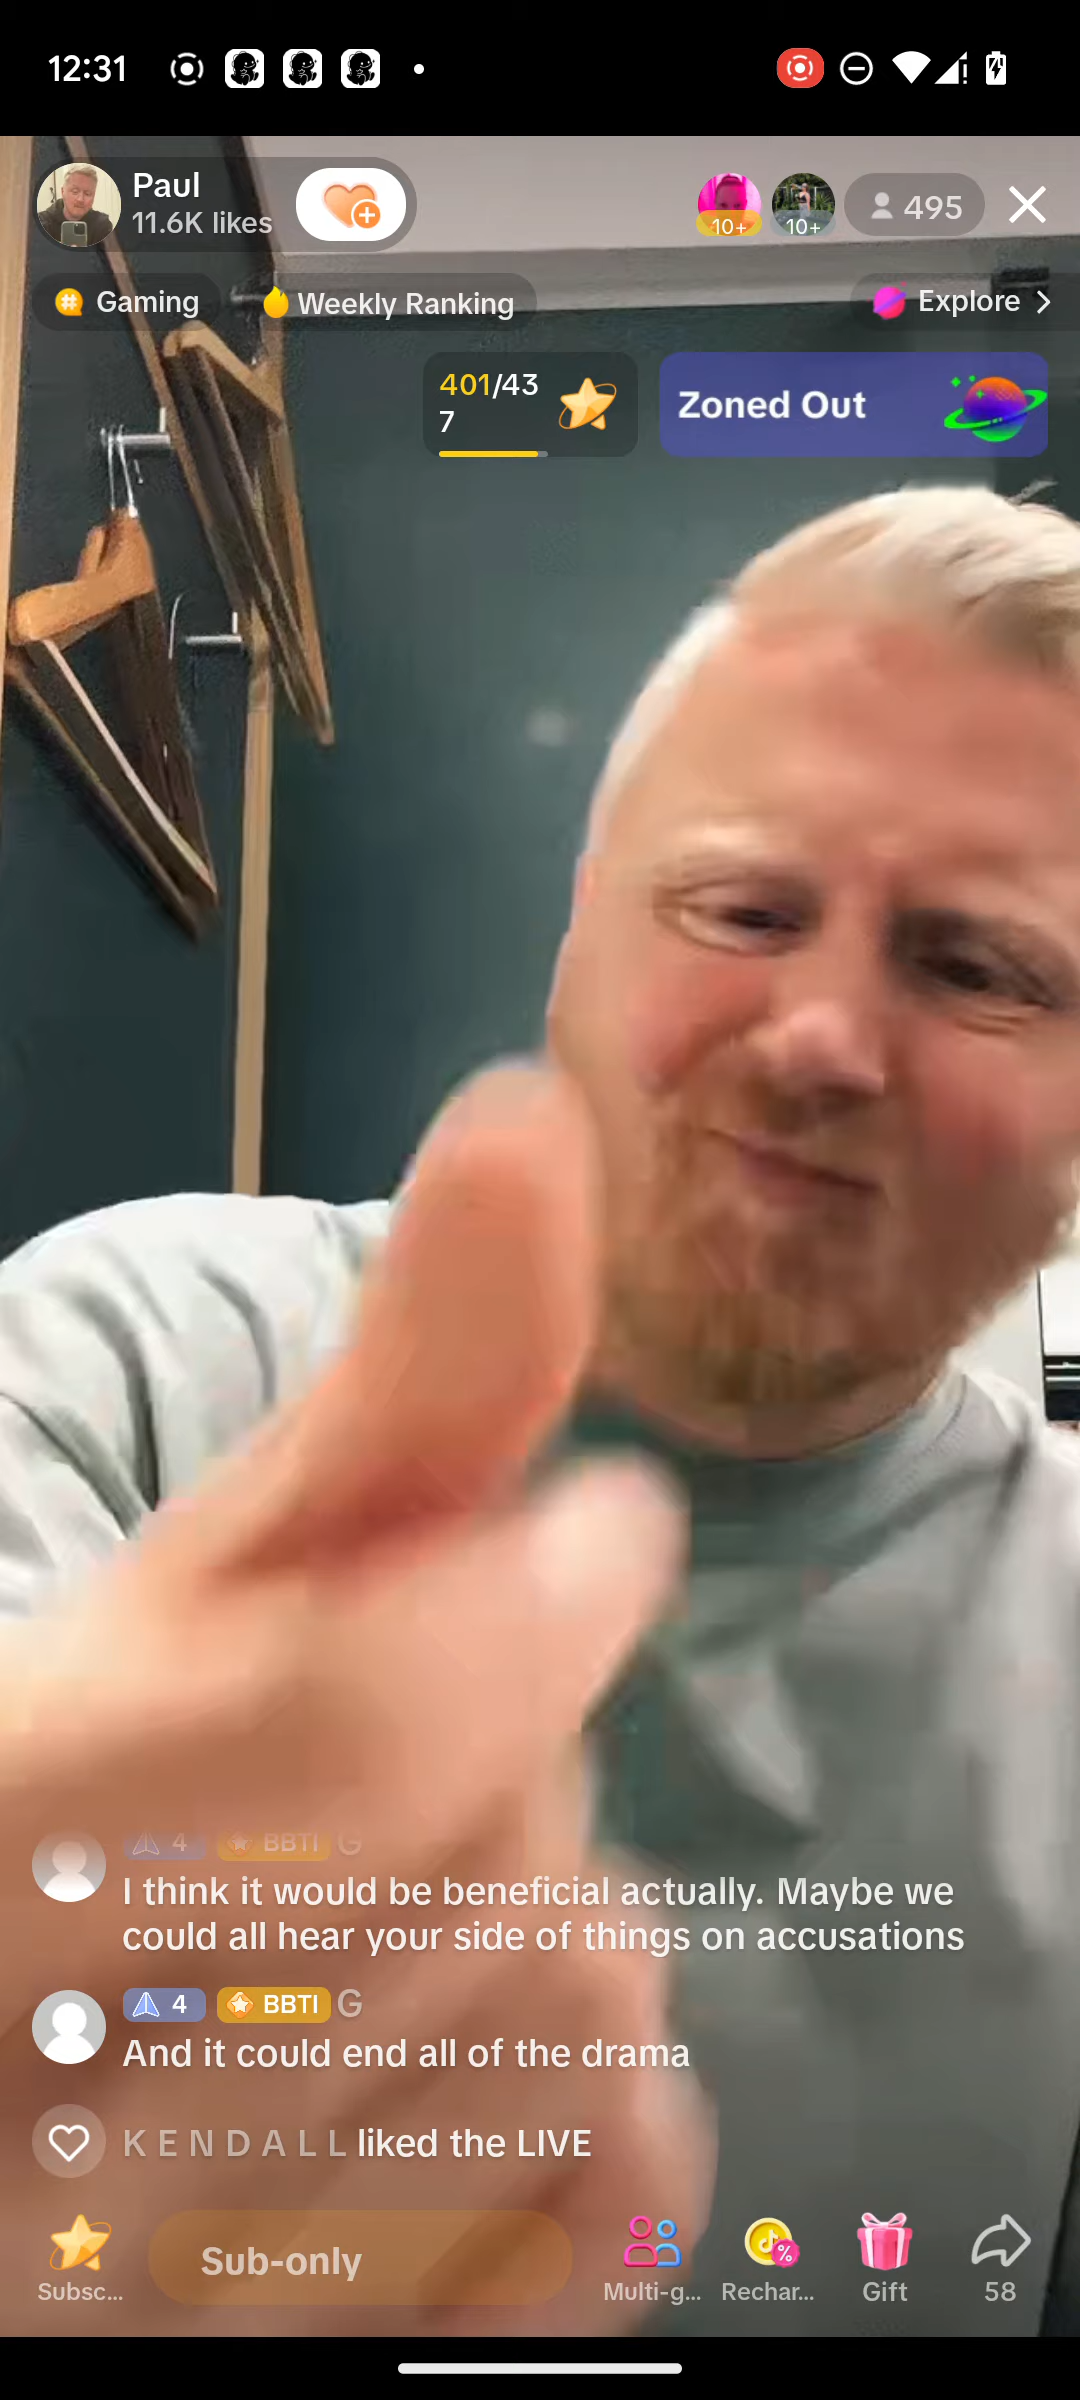 12:31
Paul
11.6K likes
10+
10+
495
Gaming
Weekly Ranking
Explore
401/43
7
Zoned Out
4 BBTI G
I think it would be beneficial actually. Maybe we
could all hear your side of things on accusations
4 BBTI G
And it could end all of the drama
K E N D A L L liked the LIVE
Subsc...
Sub-only
Multi-g...
Rechar...
Gift
58